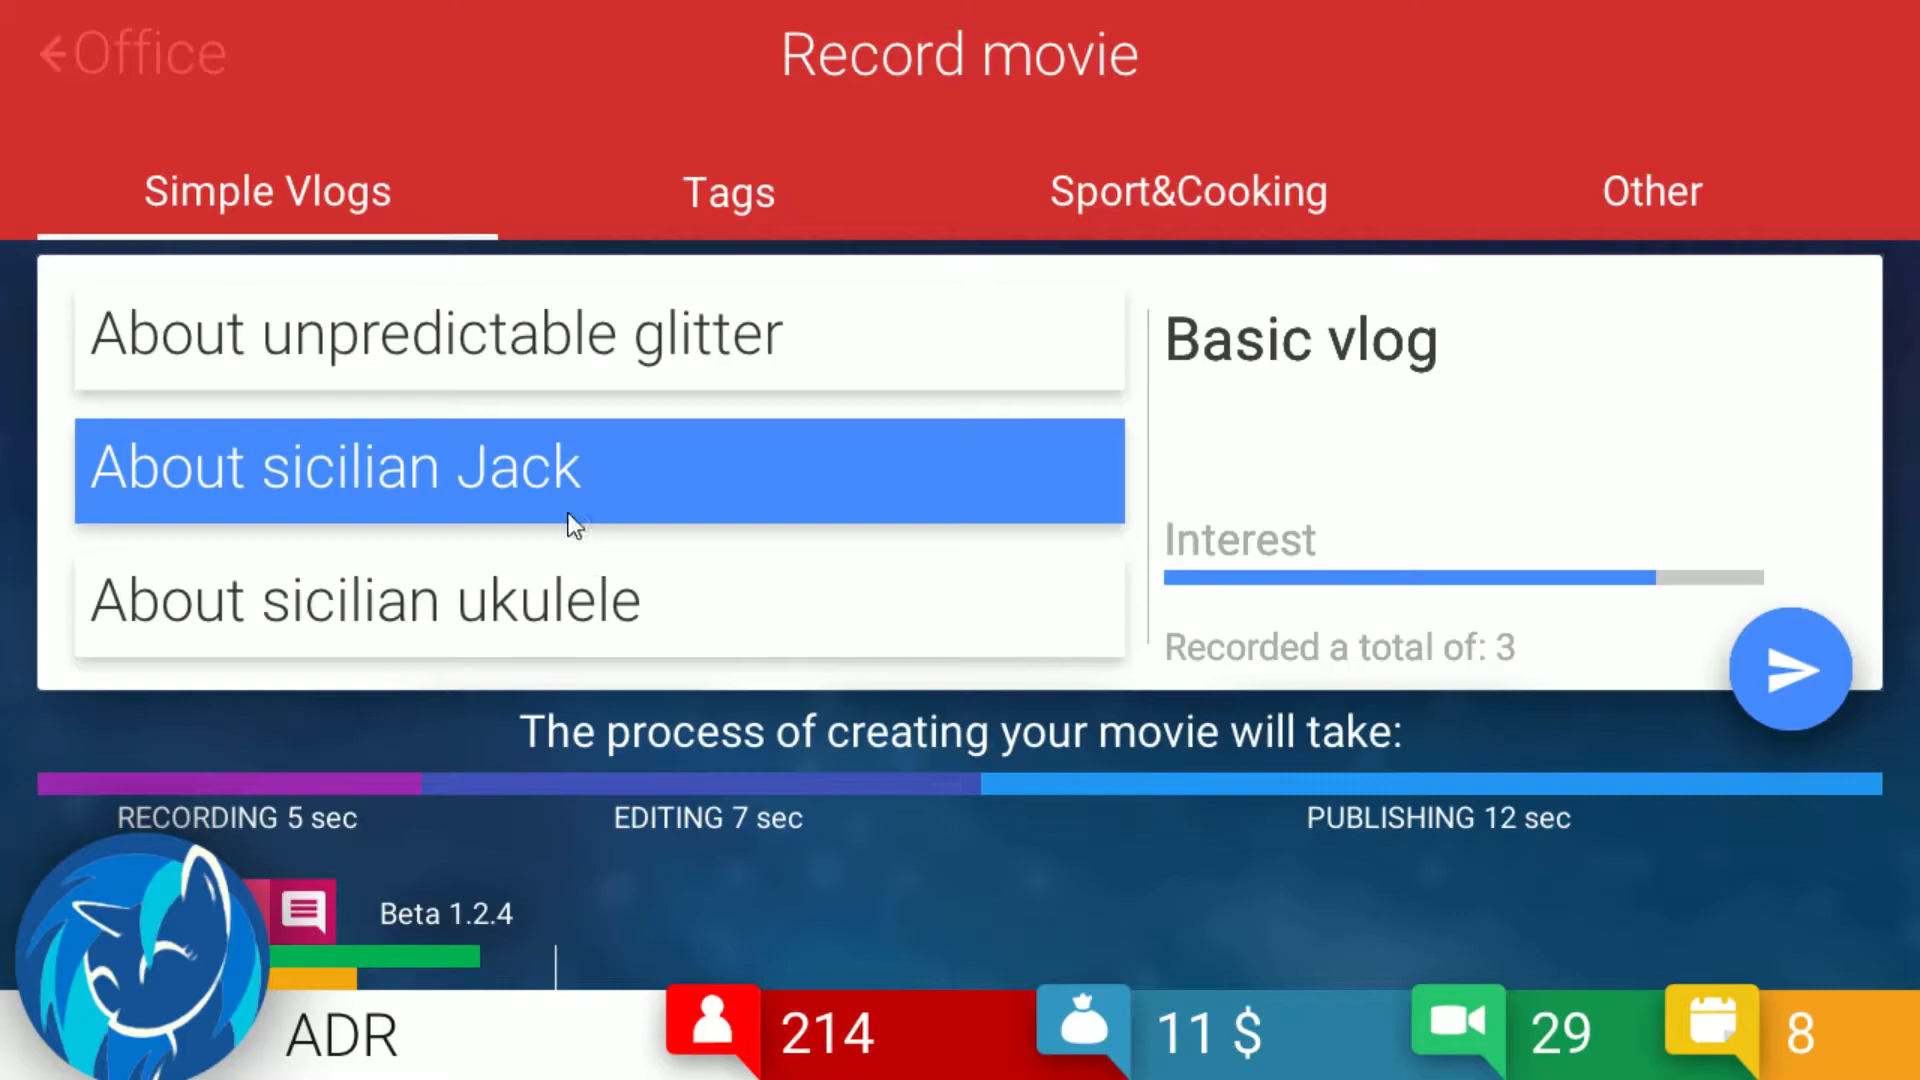 Office
Record movie
Simple Vlogs
Tags
Sport&Cooking
Other
About unpredictable glitter
About sicilian Jack
About sicilian ukulele
Basic vlog
Interest
Recorded a total of: 3
The process of creating your movie will take:
RECORDING 5 sec
EDITING 7 sec
PUBLISHING 12 sec
Beta 1.2.4
ADR
214
11 $
29
8